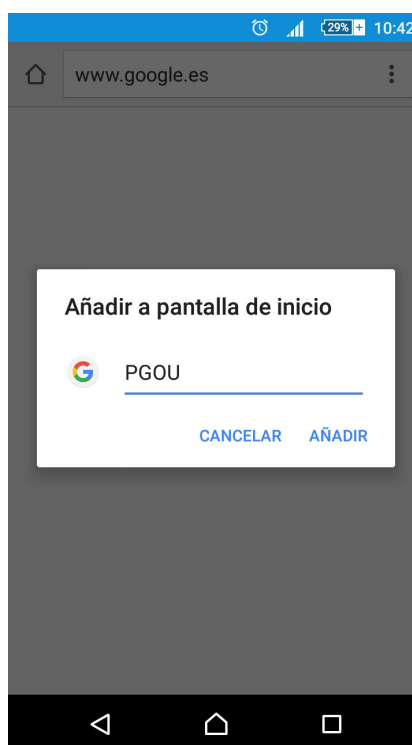 29% 10:42
www.google.es
Añadir a pantalla de inicio
PGOU
CANCELAR AÑADIR